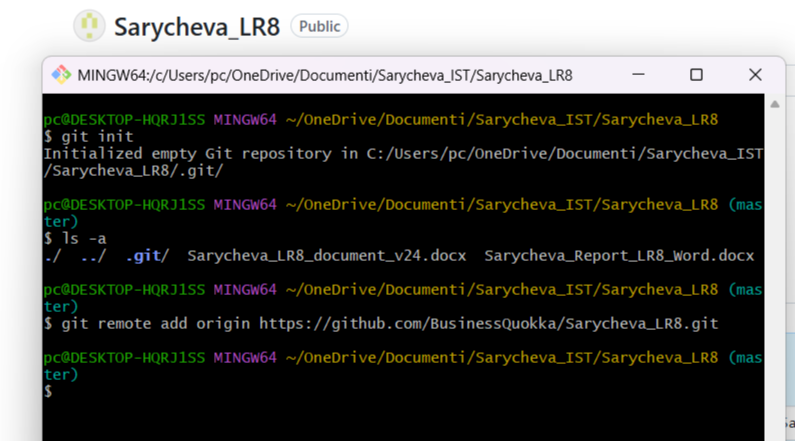 Sarycheva_LR8 Public
MINGW64:/c/Users/pc/OneDrive/Documenti/Sarycheva_IST/Sarycheva_LR8
pc@DESKTOP-HQRJ1SS MINGW64 ~/OneDrive/Documenti/Sarycheva_IST/Sarycheva_LR8
$ git init
Initialized empty Git repository in C:/Users/pc/OneDrive/Documenti/Sarycheva_IST
/Sarycheva_LR8/.git/
pc@DESKTOP-HQRJ1SS MINGW64 ~/OneDrive/Documenti/Sarycheva_IST/Sarycheva_LR8 (mas
ter)
$ ls -a
./ ../ .git/ Sarycheva_LR8_document_v24.docx Sarycheva_Report_LR8_Word.docx
pc@DESKTOP-HQRJ1SS MINGW64 ~/OneDrive/Documenti/Sarycheva_IST/Sarycheva_LR8 (mas
ter)
$ git remote add origin https://github.com/BusinessQuokka/Sarycheva_LR8.git
pc@DESKTOP-HQRJ1SS MINGW64 ~/OneDrive/Documenti/Sarycheva_IST/Sarycheva_LR8 (mas
ter)
$